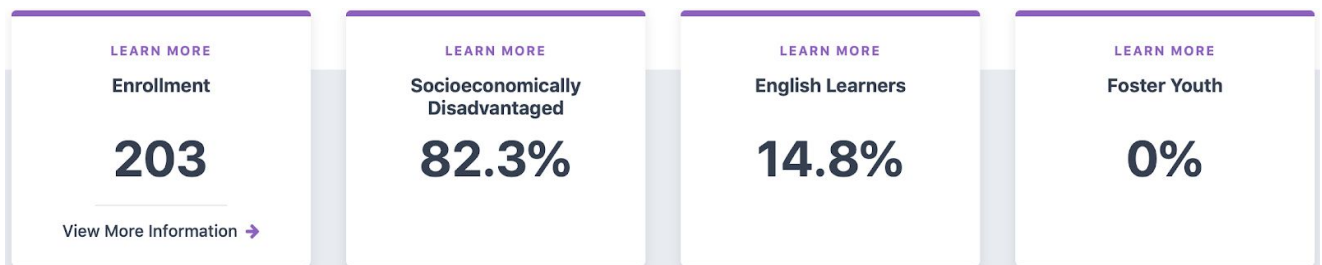 LEARN MORE
Enrollment
203
View More Information
LEARN MORE
Socioeconomically
Disadvantaged
82.3%
LEARN MORE
English Learners
14.8%
LEARN MORE
Foster Youth
0%